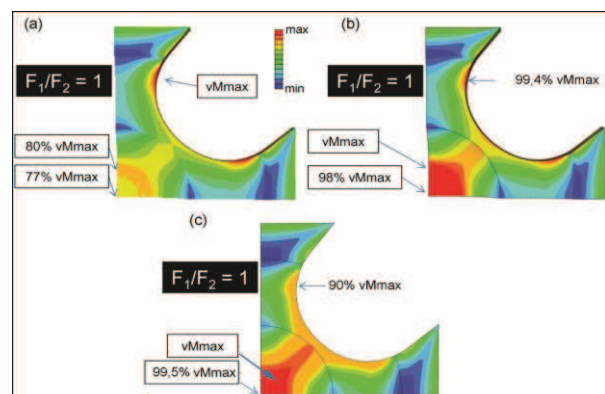 (a)
max
min
F1/F2 = 1
vMmax
80% vMmax
77% vMmax
(b)
F1/F2 = 1
99,4% vMmax
vMmax
98% vMmax
(c)
F1/F2 = 1
90% vMmax
vMmax
99,5% vMmax